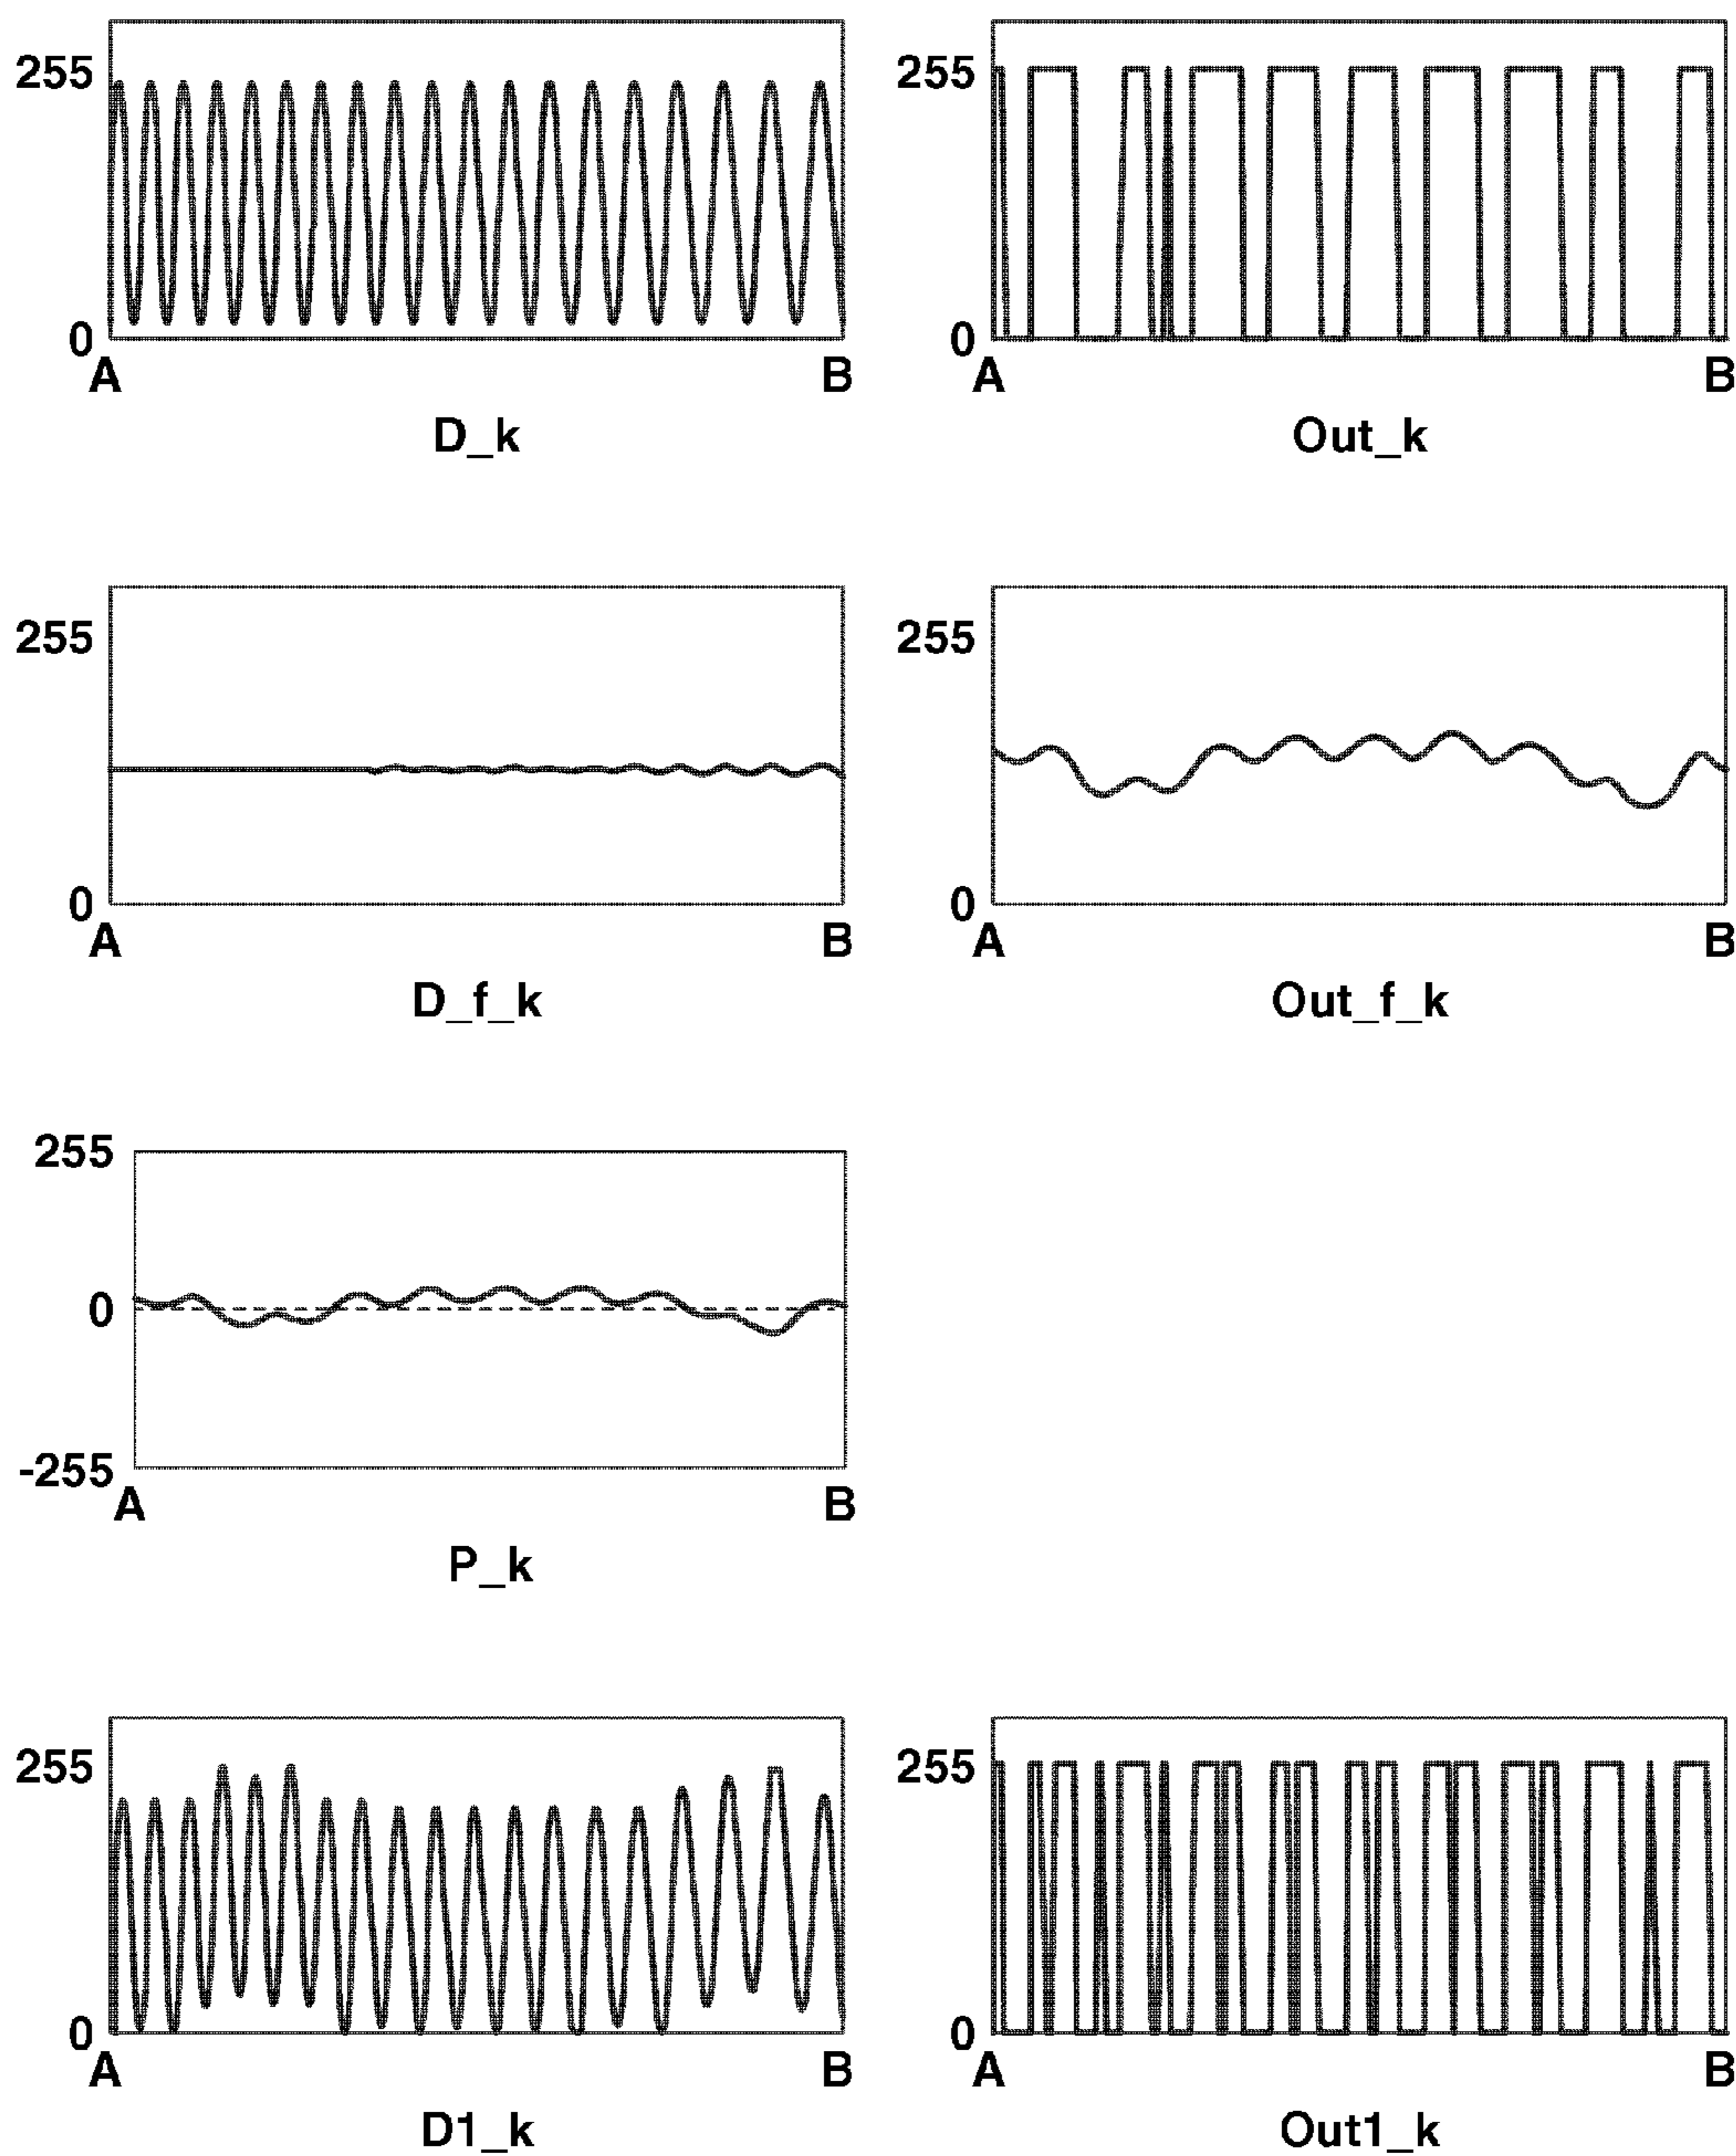 255 255
0 0
A B A B
D_k Out_k
255 255
0 0
A B A B
D_f_k Out_f_k
255
0
-255
A B
P_k
255 255
0 0
A B A B
D1_k Out1_k